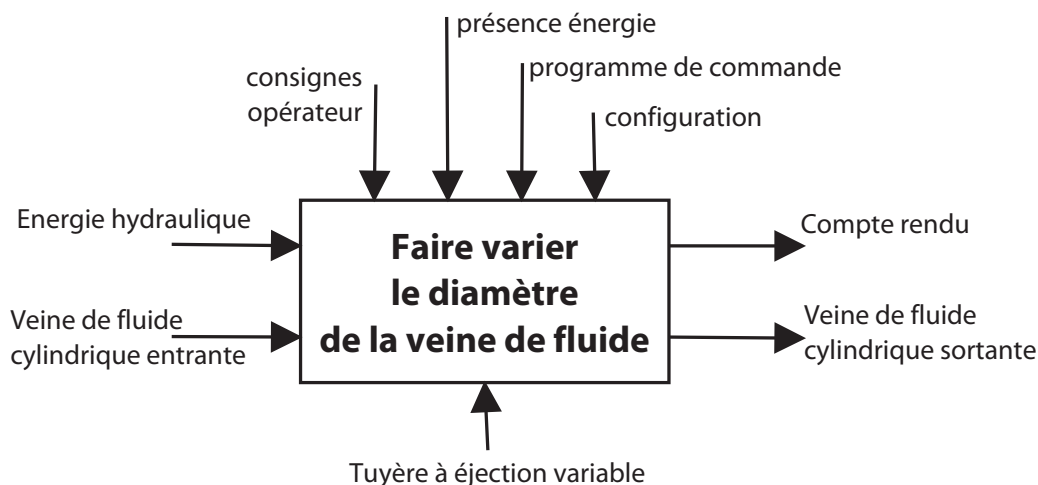 présence énergie
programme de commande
consignes
opérateur
configuration
Energie hydraulique
Faire varier
le diamètre
de la veine de fluide
Compte rendu
Veine de fluide
cylindrique entrante
Veine de fluide
cylindrique sortante
Tuyère à éjection variable